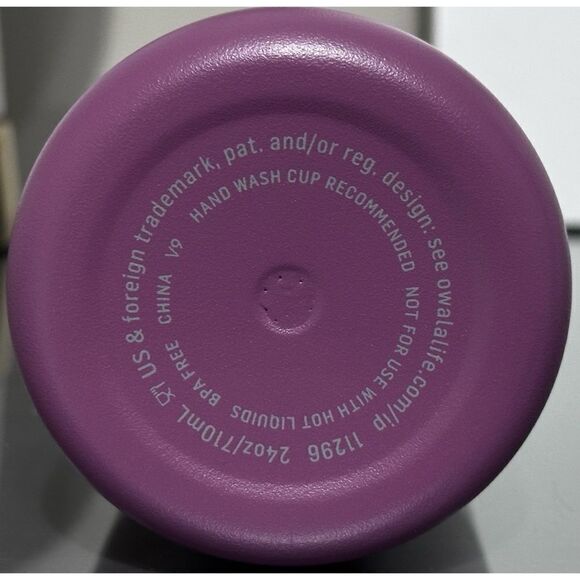 US & foreign trademark, pat. and/or reg. design: see owalalife.com/ip 11296 24oz/710mL
HAND WASH CUP RECOMMENDED NOT FOR USE WITH HOT LIQUIDS BPA FREE CHINA V9